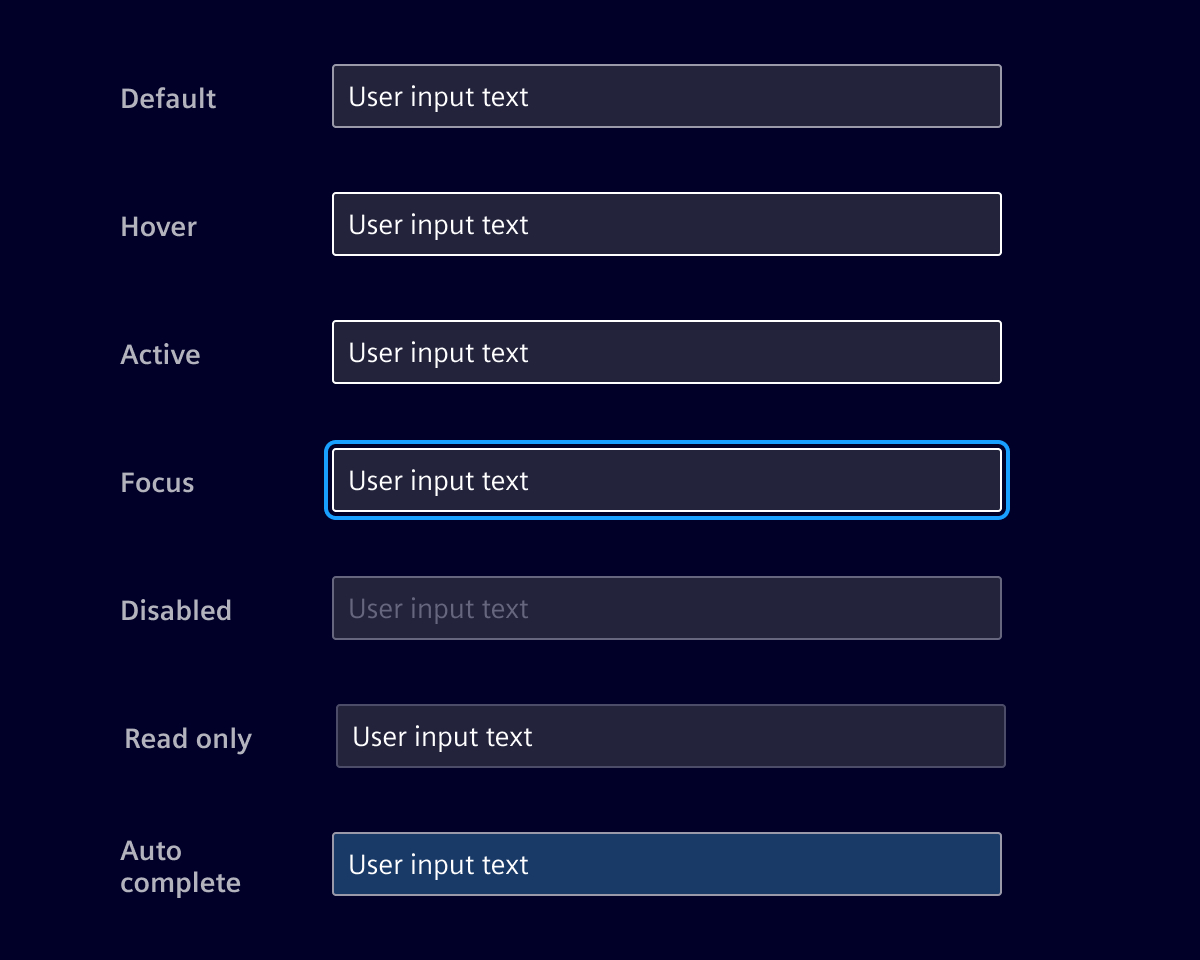 Default User input text
Hover User input text
Active User input text
Focus User input text
Disabled User input text
Read only User input text
Auto
complete
User input text